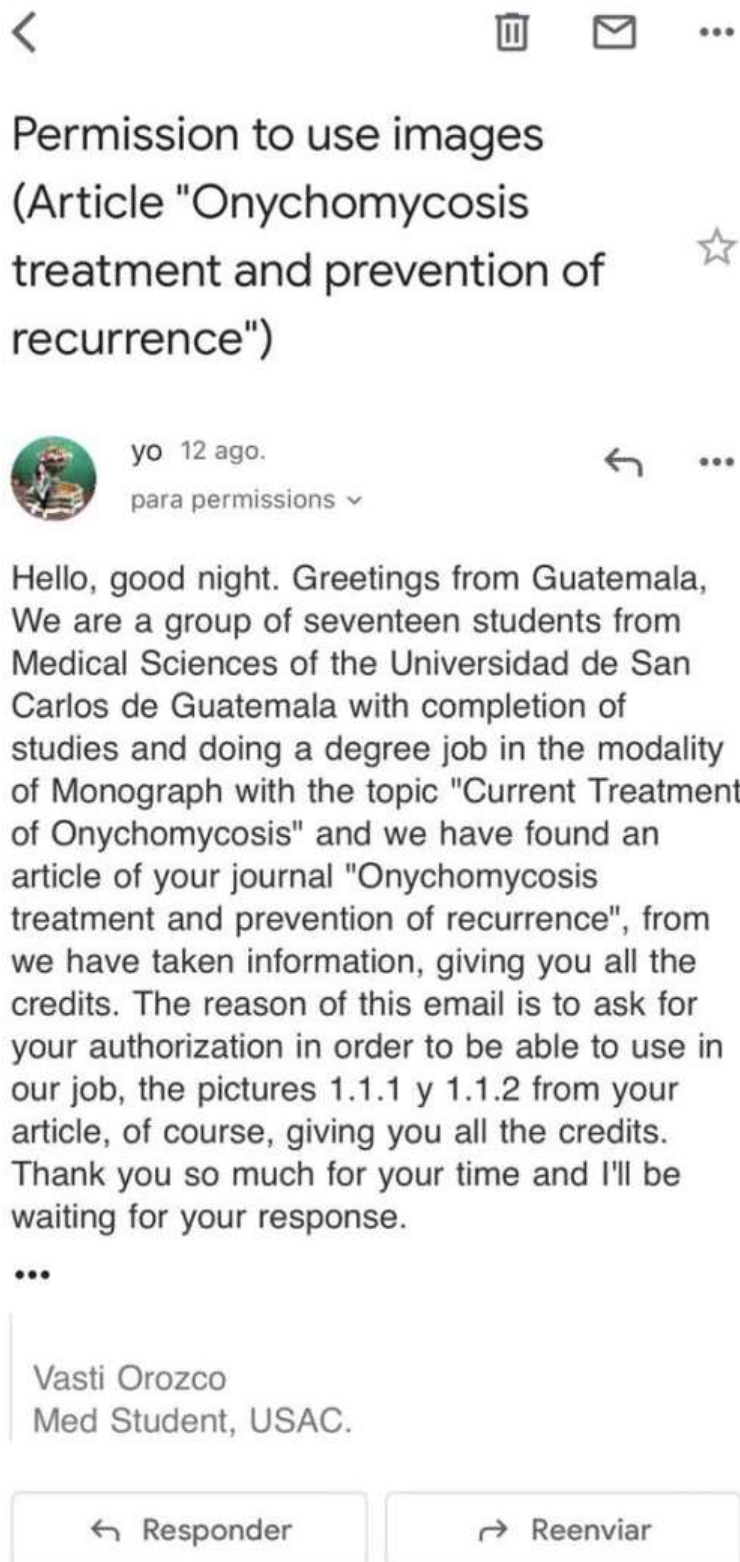 Permission to use images
(Article "Onychomycosis
treatment and prevention of
recurrence")
yo 12 ago.
para permissions
Hello, good night. Greetings from Guatemala,
We are a group of seventeen students from
Medical Sciences of the Universidad de San
Carlos de Guatemala with completion of
studies and doing a degree job in the modality
of Monograph with the topic "Current Treatment
of Onychomycosis" and we have found an
article of your journal "Onychomycosis
treatment and prevention of recurrence", from
we have taken information, giving you all the
credits. The reason of this email is to ask for
your authorization in order to be able to use in
our job, the pictures 1.1.1 y 1.1.2 from your
article, of course, giving you all the credits.
Thank you so much for your time and I'll be
waiting for your response.
Vasti Orozco
Med Student, USAC.
Responder Reenviar